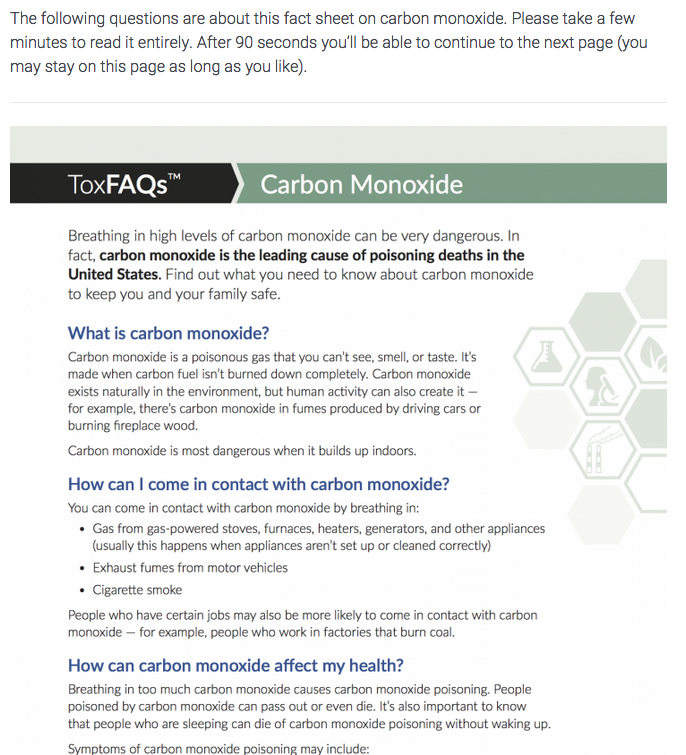 The following questions are about this fact sheet on carbon monoxide. Please take a few
minutes to read it entirely. After 90 seconds you'll be able to continue to the next page (you
may stay on this page as long as you like).
ToxFAQs™ Carbon Monoxide
Breathing in high levels of carbon monoxide can be very dangerous. In
fact, carbon monoxide is the leading cause of poisoning deaths in the
United States. Find out what you need to know about carbon monoxide
to keep you and your family safe.
What is carbon monoxide?
Carbon monoxide is a poisonous gas that you can't see, smell, or taste. It's
made when carbon fuel isn't burned down completely. Carbon monoxide
exists naturally in the environment, but human activity can also create it —
for example, there's carbon monoxide in fumes produced by driving cars or
burning fireplace wood.
Carbon monoxide is most dangerous when it builds up indoors.
How can I come in contact with carbon monoxide?
You can come in contact with carbon monoxide by breathing in:
• Gas from gas-powered stoves, furnaces, heaters, generators, and other appliances
(usually this happens when appliances aren't set up or cleaned correctly)
• Exhaust fumes from motor vehicles
• Cigarette smoke
People who have certain jobs may also be more likely to come in contact with carbon
monoxide — for example, people who work in factories that burn coal.
How can carbon monoxide affect my health?
Breathing in too much carbon monoxide causes carbon monoxide poisoning. People
poisoned by carbon monoxide can pass out or even die. It's also important to know
that people who are sleeping can die of carbon monoxide poisoning without waking up.
Symptoms of carbon monoxide poisoning may include: